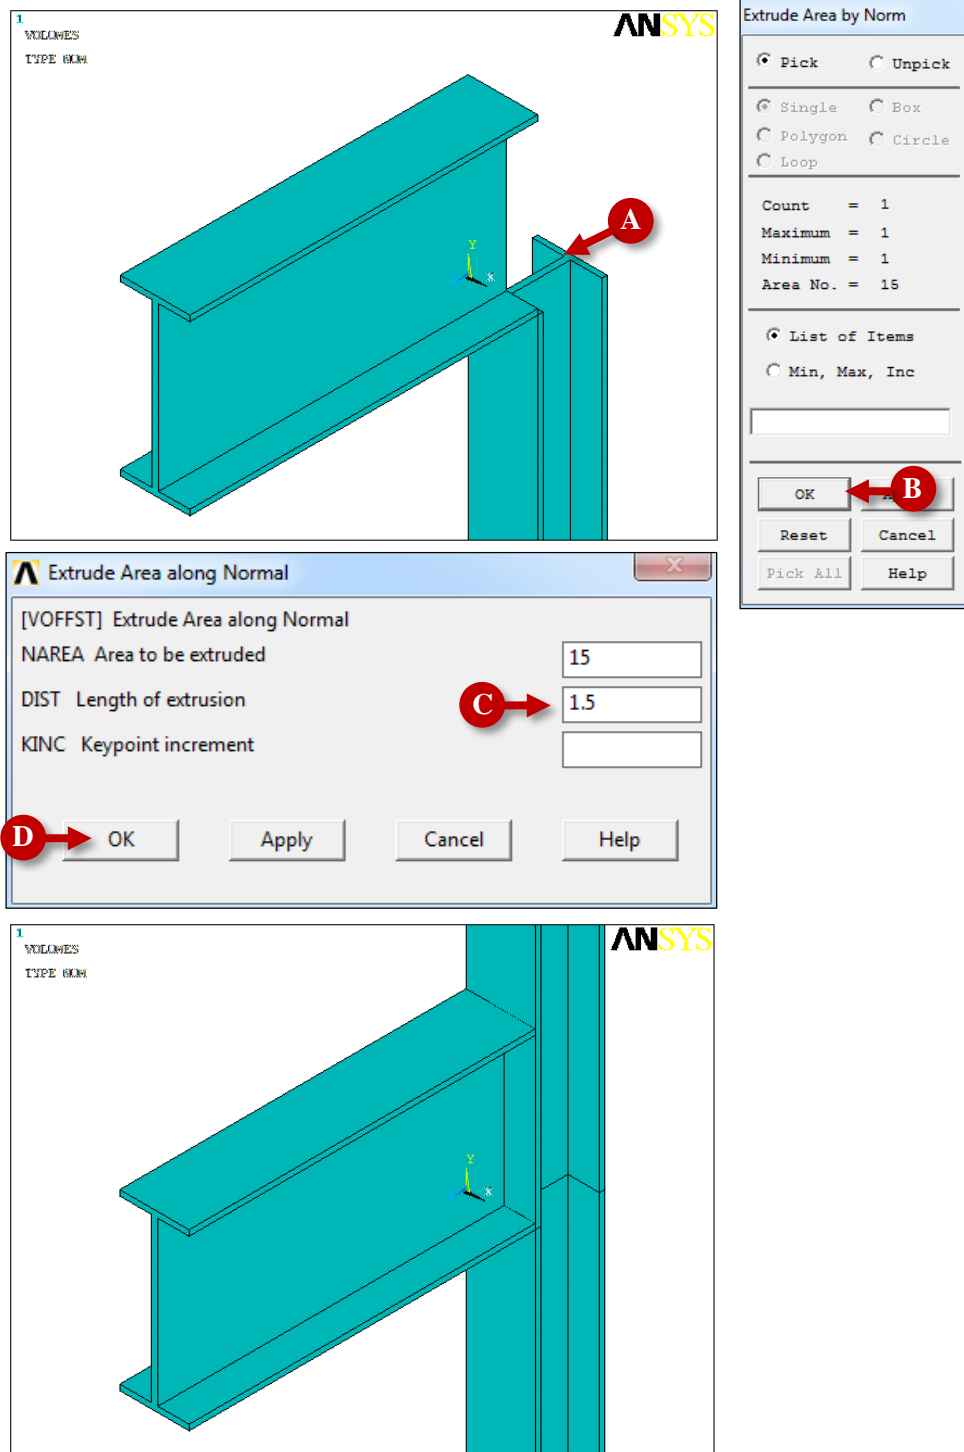 1
VOLUMES
TYPE NUM
ANSYS
A
Y
X
Extrude Area by Norm
Pick Unpick
Single Box
Polygon Circle
Loop
Count = 1
Maximum = 1
Minimum = 1
Area No. = 15
List of Items
Min, Max, Inc
OK
B
Reset Cancel
Pick All Help
Extrude Area along Normal
[VOFFST] Extrude Area along Normal
NAREA Area to be extruded 15
DIST Length of extrusion C 1.5
KINC Keypoint increment
D OK Apply Cancel Help
1
VOLUMES
TYPE NUM
ANSYS
Y
X